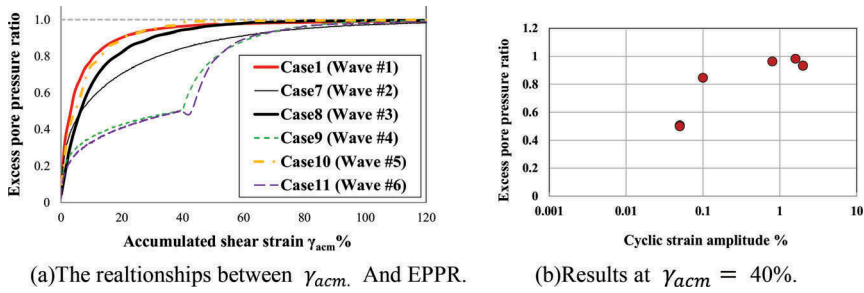 Excess pore pressure ratio
1.0
0.8
0.6
0.4
0.2
0.0
0 20 40 60 80 100 120
Accumulated shear strain γacm%
Case1 (Wave #1)
Case7 (Wave #2)
Case8 (Wave #3)
Case9 (Wave #4)
Case10 (Wave #5)
Case11 (Wave #6)
(a)The realtionships between γacm. And EPPR.
Excess pore pressure ratio
1.2
1
0.8
0.6
0.4
0.2
0
0.001 0.01 0.1 1 10
Cyclic strain amplitude %
(b)Results at γacm = 40%.